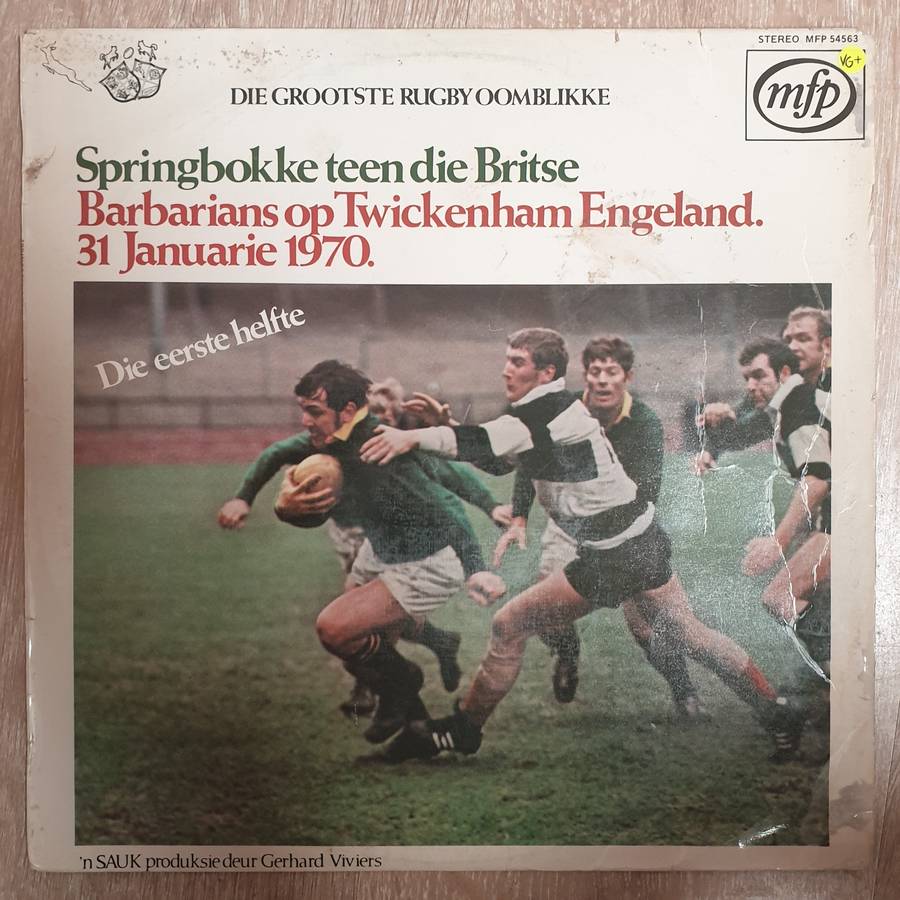 STEREO MFP 54563
VG+
mfp
DIE GROOTSTE RUGBY OOMBLIKKE
Springbokke teen die Britse
Barbarians op Twickenham Engeland.
31 Januarie 1970.
Die eerste helfte
'n SAUK produksie deur Gerhard Viviers